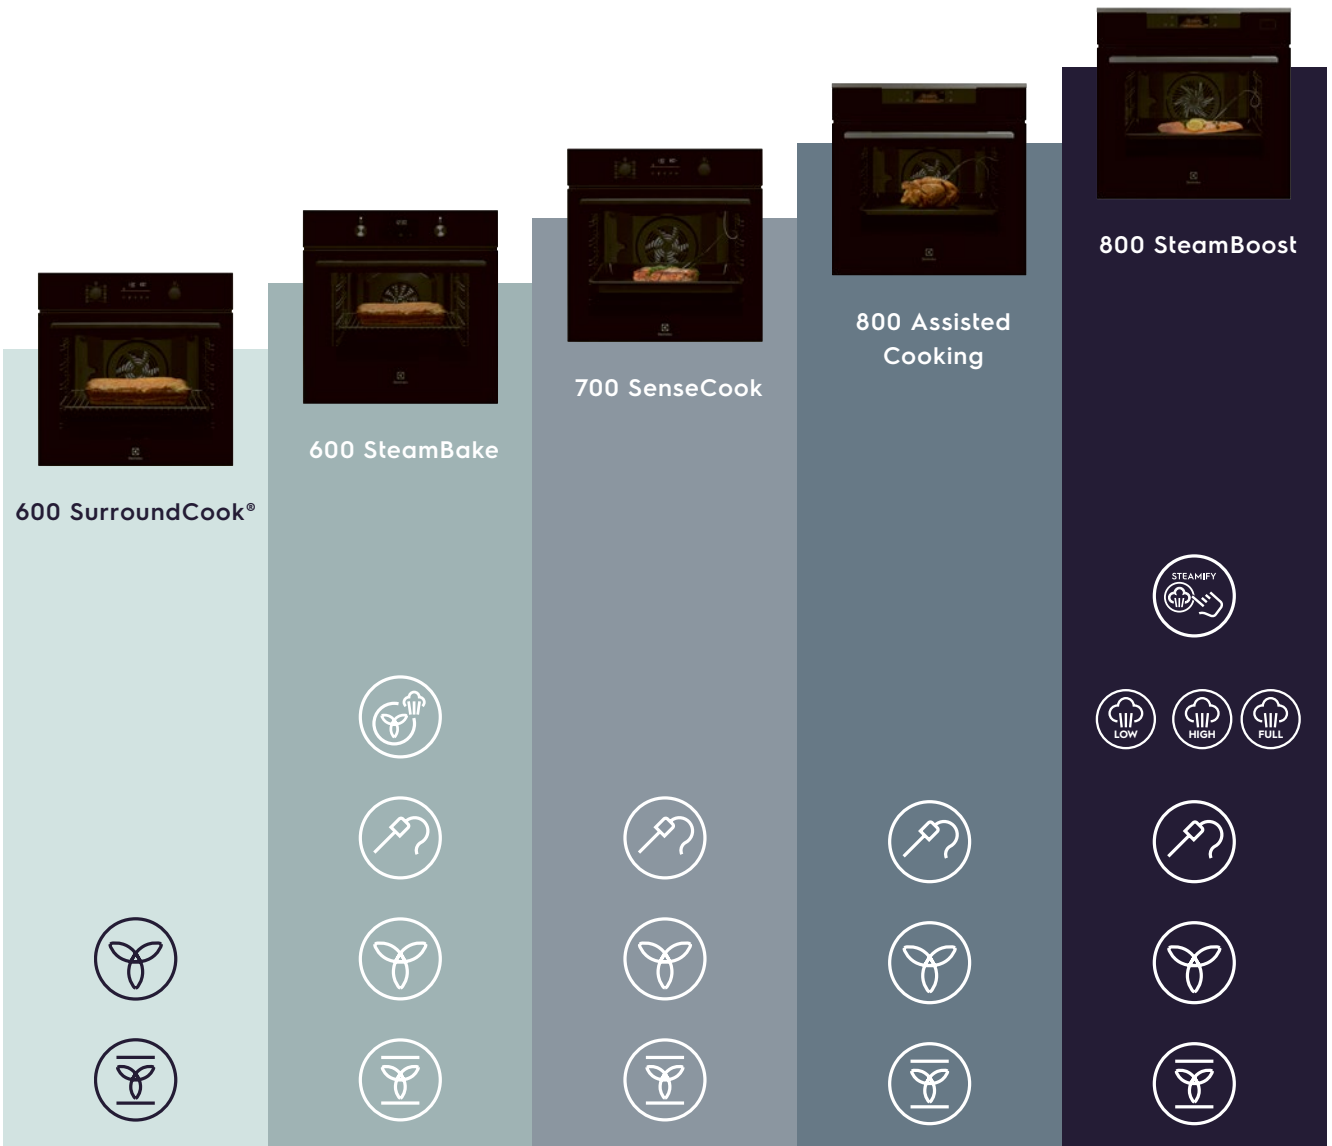 800 SteamBoost
800 Assisted
Cooking
700 SenseCook
600 SteamBake
600 SurroundCook®
STEAMIFY
LOW
HIGH
FULL